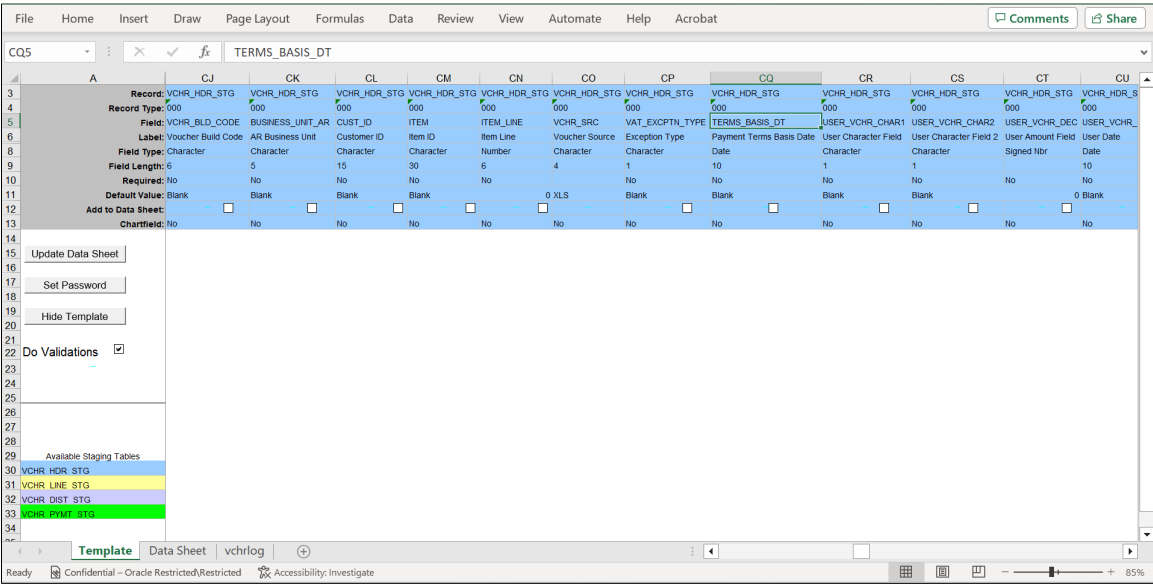 File Home Insert Draw Page Layout Formulas Data Review View Automate Help Acrobat Comments Share
CQ5 fx TERMS_BASIS_DT
A CJ CK CL CM CN CO CP CQ CR CS CT CU
3 Record: VCHR_HDR_STG VCHR_HDR_STG VCHR_HDR_STG VCHR_HDR_STG VCHR_HDR_STG VCHR_HDR_STG VCHR_HDR_STG VCHR_HDR_STG VCHR_HDR_STG VCHR_HDR_STG VCHR_HDR_STG VCHR_HDR_S
4 Record Type: 000 000 000 000 000 000 000 000 000 000 000 000
5 Field: VCHR_BLD_CODE BUSINESS_UNIT_AR CUST_ID ITEM ITEM_LINE VCHR_SRC VAT_EXCPTN_TYPE TERMS_BASIS_DT USER_VCHR_CHAR1 USER_VCHR_CHAR2 USER_VCHR_DEC USER_VCHR_
6 Label: Voucher Build Code AR Business Unit Customer ID Item ID Item Line Voucher Source Exception Type Payment Terms Basis Date User Character Field User Character Field 2 User Amount Field User Date
8 Field Type: Character Character Character Character Number Character Character Date Character Character Signed Nbr Date
9 Field Length: 6 5 15 30 6 4 1 10 1 1 10
10 Required: No No No No No No No No No No No No
11 Default Value: Blank Blank Blank Blank 0 XLS Blank Blank Blank Blank 0 Blank
12 Add to Data Sheet:
13 Chartfield: No No No No No No No No No No No No
14
15 Update Data Sheet
16
17 Set Password
18
19 Hide Template
20
21
22 Do Validations
23
24
25
26
27
28
29 Available Staging Tables
30 VCHR_HDR_STG
31 VCHR_LINE_STG
32 VCHR_DIST_STG
33 VCHR_PYMT_STG
34
Template Data Sheet vchrlog
Ready Confidential – Oracle Restricted\Restricted Accessibility: Investigate 85%